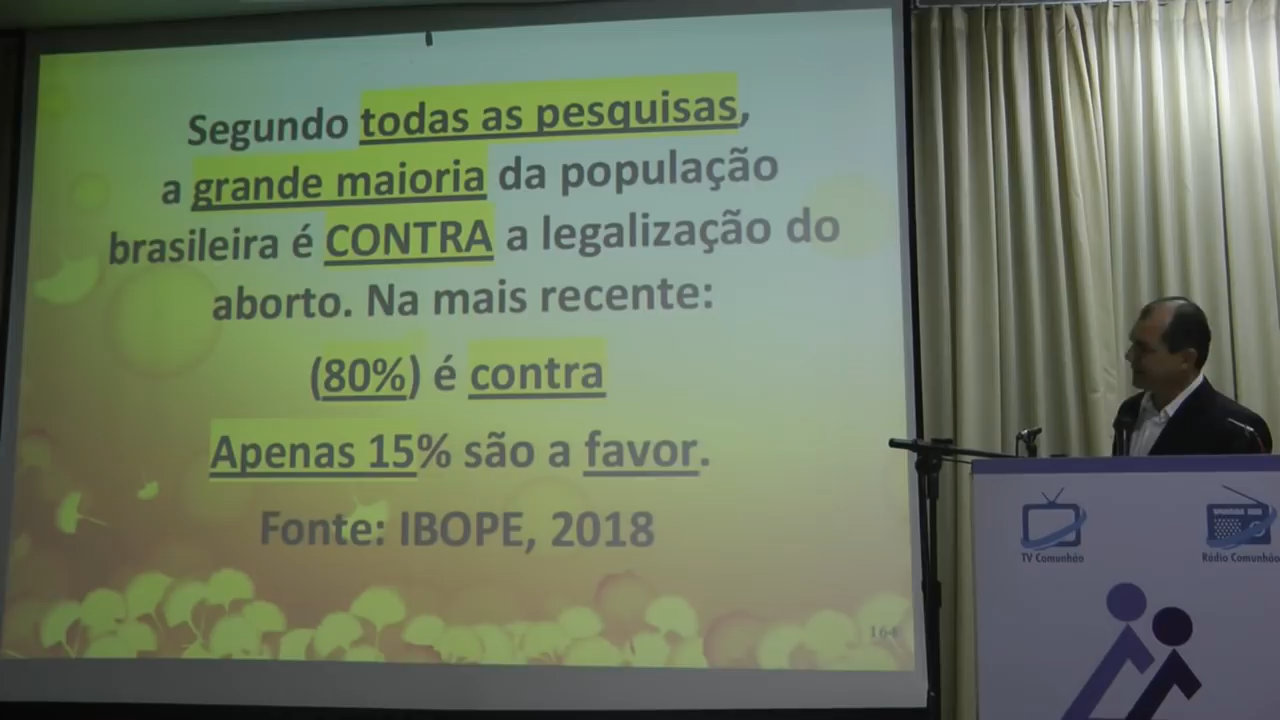 Segundo todas as pesquisas,
a grande maioria da população
brasileira é CONTRA a legalização do
aborto. Na mais recente:
(80%) é contra
Apenas 15% são a favor.
Fonte: IBOPE, 2018
164
TV Comunhão
Rádio Comunhão